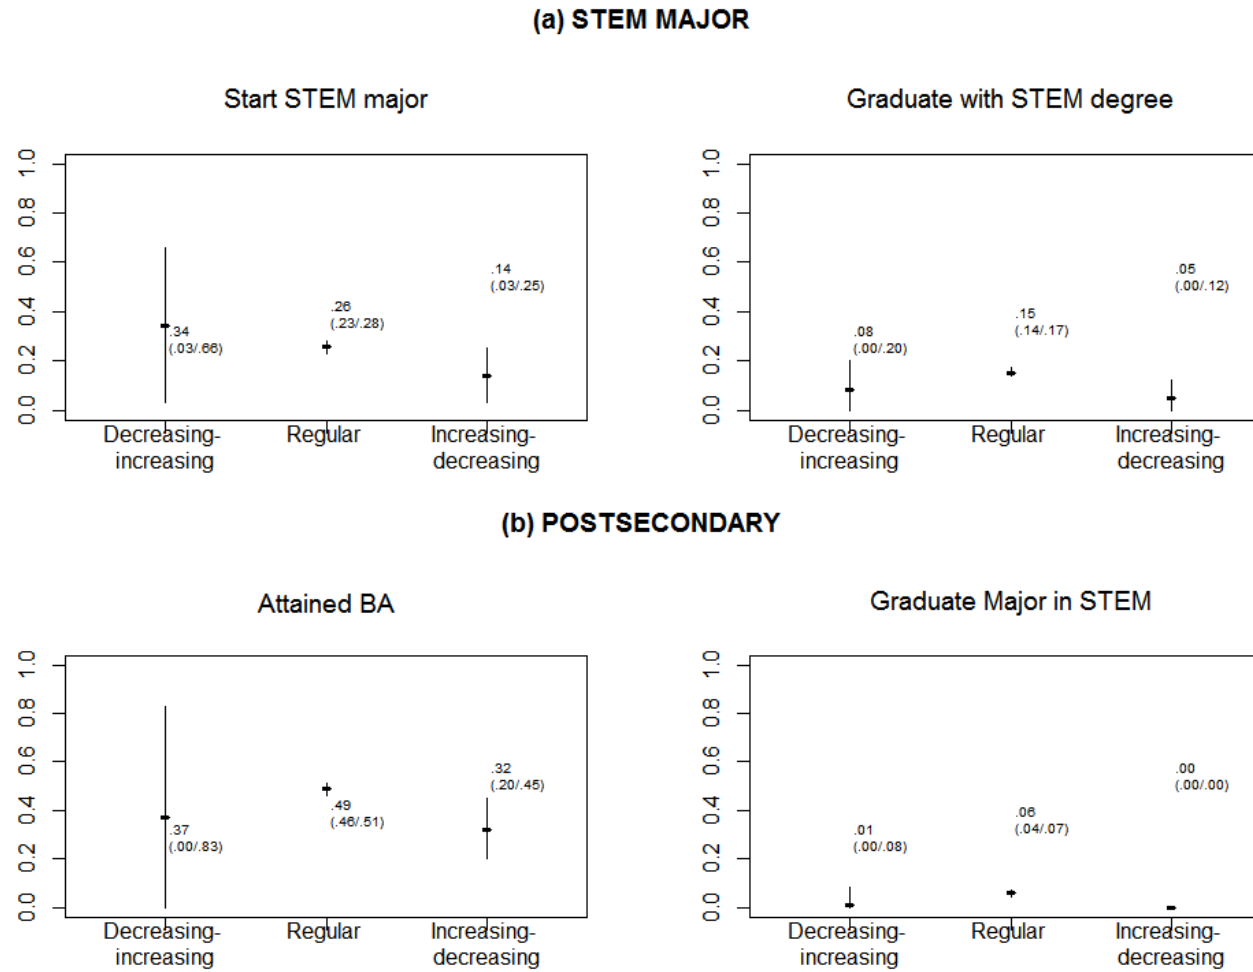 (a) STEM MAJOR
Start STEM major
1.0
0.8
0.6
0.4
0.2
0.0
.34
(.03/.66)
.26
(.23/.28)
.14
(.03/.25)
Decreasing-
increasing
Regular
Increasing-
decreasing
Graduate with STEM degree
1.0
0.8
0.6
0.4
0.2
0.0
.08
(.00/.20)
.15
(.14/.17)
.05
(.00/.12)
Decreasing-
increasing
Regular
Increasing-
decreasing
(b) POSTSECONDARY
Attained BA
1.0
0.8
0.6
0.4
0.2
0.0
.37
(.00/.83)
.49
(.46/.51)
.32
(.20/.45)
Decreasing-
increasing
Regular
Increasing-
decreasing
Graduate Major in STEM
1.0
0.8
0.6
0.4
0.2
0.0
.01
(.00/.08)
.06
(.04/.07)
.00
(.00/.00)
Decreasing-
increasing
Regular
Increasing-
decreasing